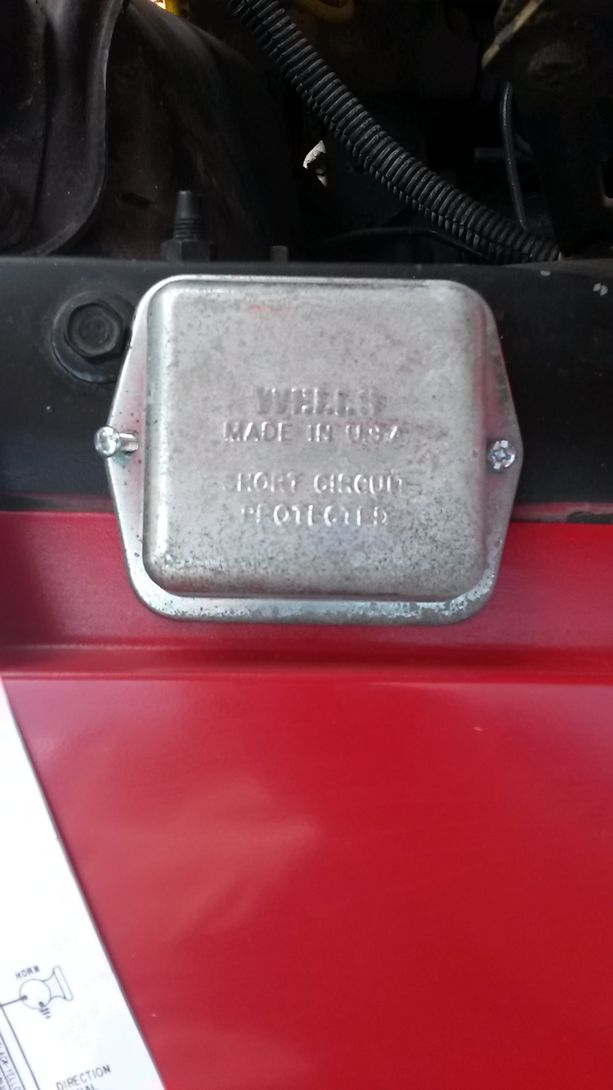 WELLS
MADE IN U.S.A.
SHORT CIRCUIT
PROTECTED
HORN
DIRECTION